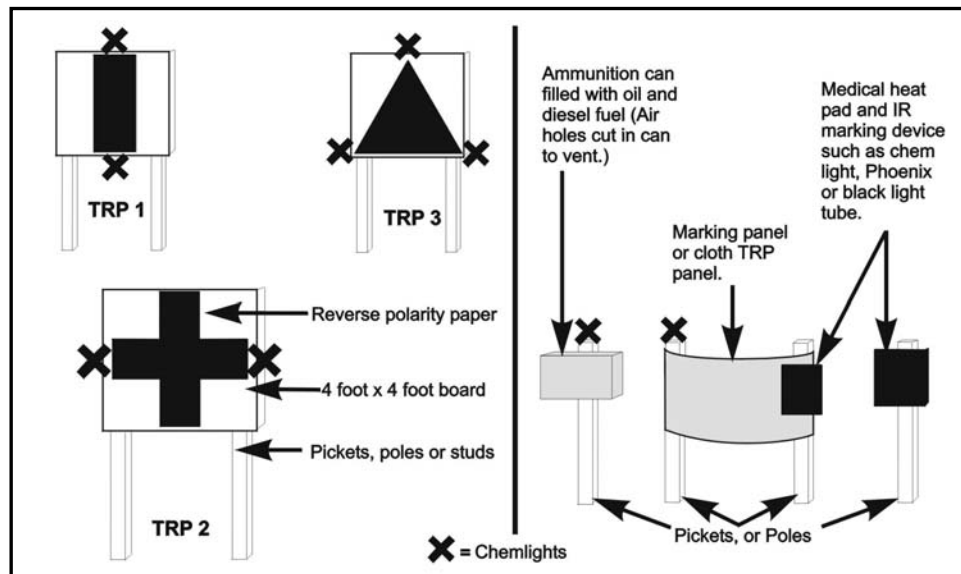 TRP 1
TRP 3
Reverse polarity paper
4 foot x 4 foot board
Pickets, poles or studs
TRP 2
= Chemlights
Ammunition can
filled with oil and
diesel fuel (Air
holes cut in can
to vent.)
Medical heat
pad and IR
marking device
such as chem
light, Phoenix
or black light
tube.
Marking panel
or cloth TRP
panel.
Pickets, or Poles